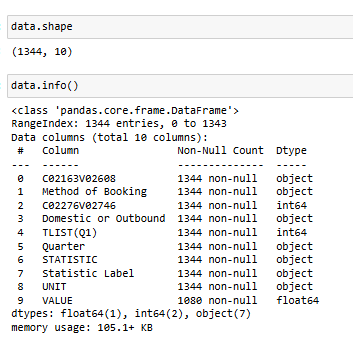 data.shape
(1344, 10)
data.info()
<class 'pandas.core.frame.DataFrame'>
RangeIndex: 1344 entries, 0 to 1343
Data columns (total 10 columns):
 #   Column               Non-Null Count  Dtype
---  ------               --------------  -----
 0   C02163V02608         1344 non-null   object
 1   Method of Booking    1344 non-null   object
 2   C02276V02746         1344 non-null   int64
 3   Domestic or Outbound 1344 non-null   object
 4   TLIST(Q1)            1344 non-null   int64
 5   Quarter              1344 non-null   object
 6   STATISTIC            1344 non-null   object
 7   Statistic Label      1344 non-null   object
 8   UNIT                 1344 non-null   object
 9   VALUE                1080 non-null   float64
dtypes: float64(1), int64(2), object(7)
memory usage: 105.1+ KB